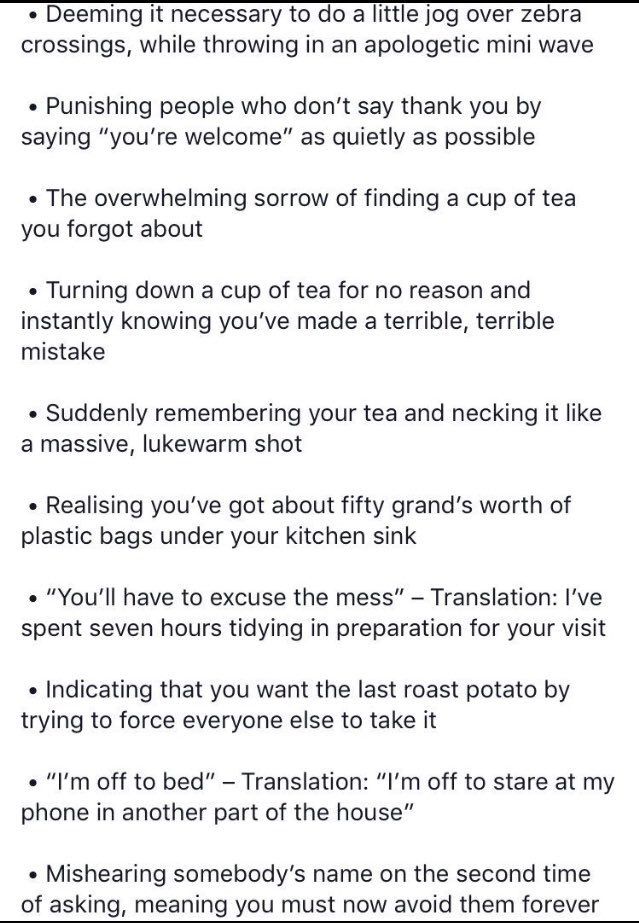 • Deeming it necessary to do a little jog over zebra
crossings, while throwing in an apologetic mini wave
• Punishing people who don’t say thank you by
saying “you’re welcome” as quietly as possible
• The overwhelming sorrow of finding a cup of tea
you forgot about
• Turning down a cup of tea for no reason and
instantly knowing you’ve made a terrible, terrible
mistake
• Suddenly remembering your tea and necking it like
a massive, lukewarm shot
• Realising you’ve got about fifty grand’s worth of
plastic bags under your kitchen sink
• “You’ll have to excuse the mess” – Translation: I’ve
spent seven hours tidying in preparation for your visit
• Indicating that you want the last roast potato by
trying to force everyone else to take it
• “I’m off to bed” – Translation: “I’m off to stare at my
phone in another part of the house”
• Mishearing somebody’s name on the second time
of asking, meaning you must now avoid them forever